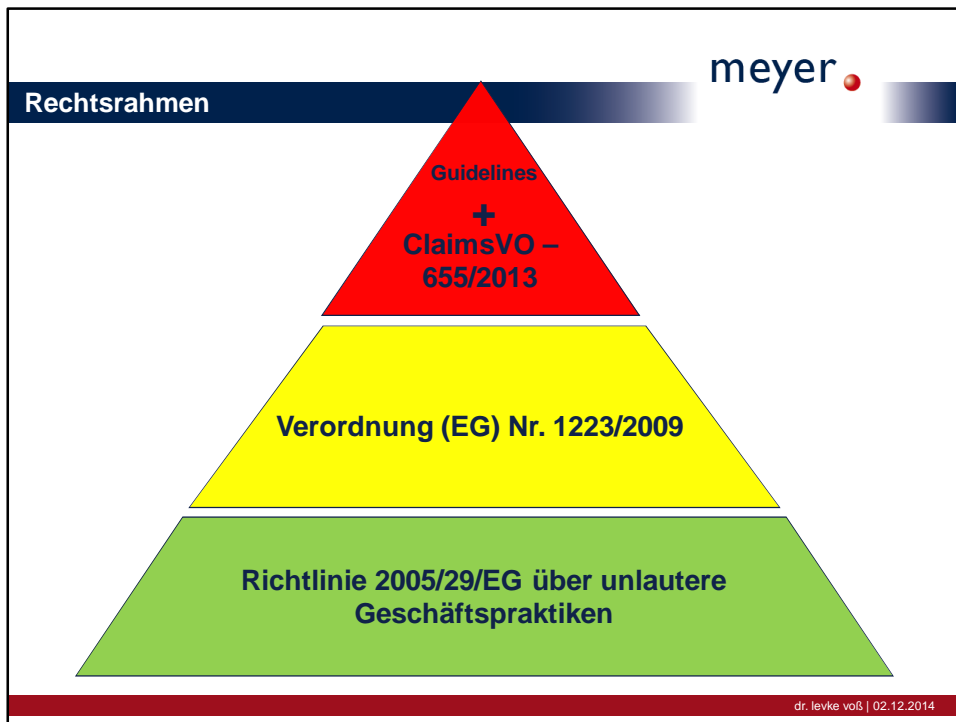 meyer.
Rechtsrahmen
Guidelines
+
ClaimsVO –
655/2013
Verordnung (EG) Nr. 1223/2009
Richtlinie 2005/29/EG über unlautere
Geschäftspraktiken
dr. levke voß | 02.12.2014